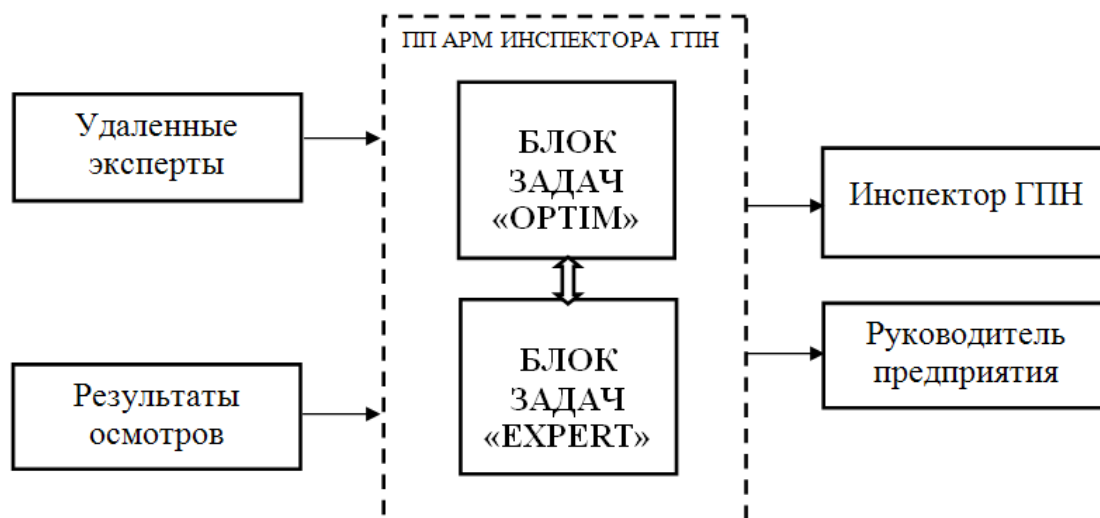 ПП АРМ ИНСПЕКТОРА ГПН
Удаленные
эксперты
Результаты
осмотров
БЛОК
ЗАДАЧ
«OPTIM»
БЛОК
ЗАДАЧ
«EXPERT»
Инспектор ГПН
Руководитель
предприятия